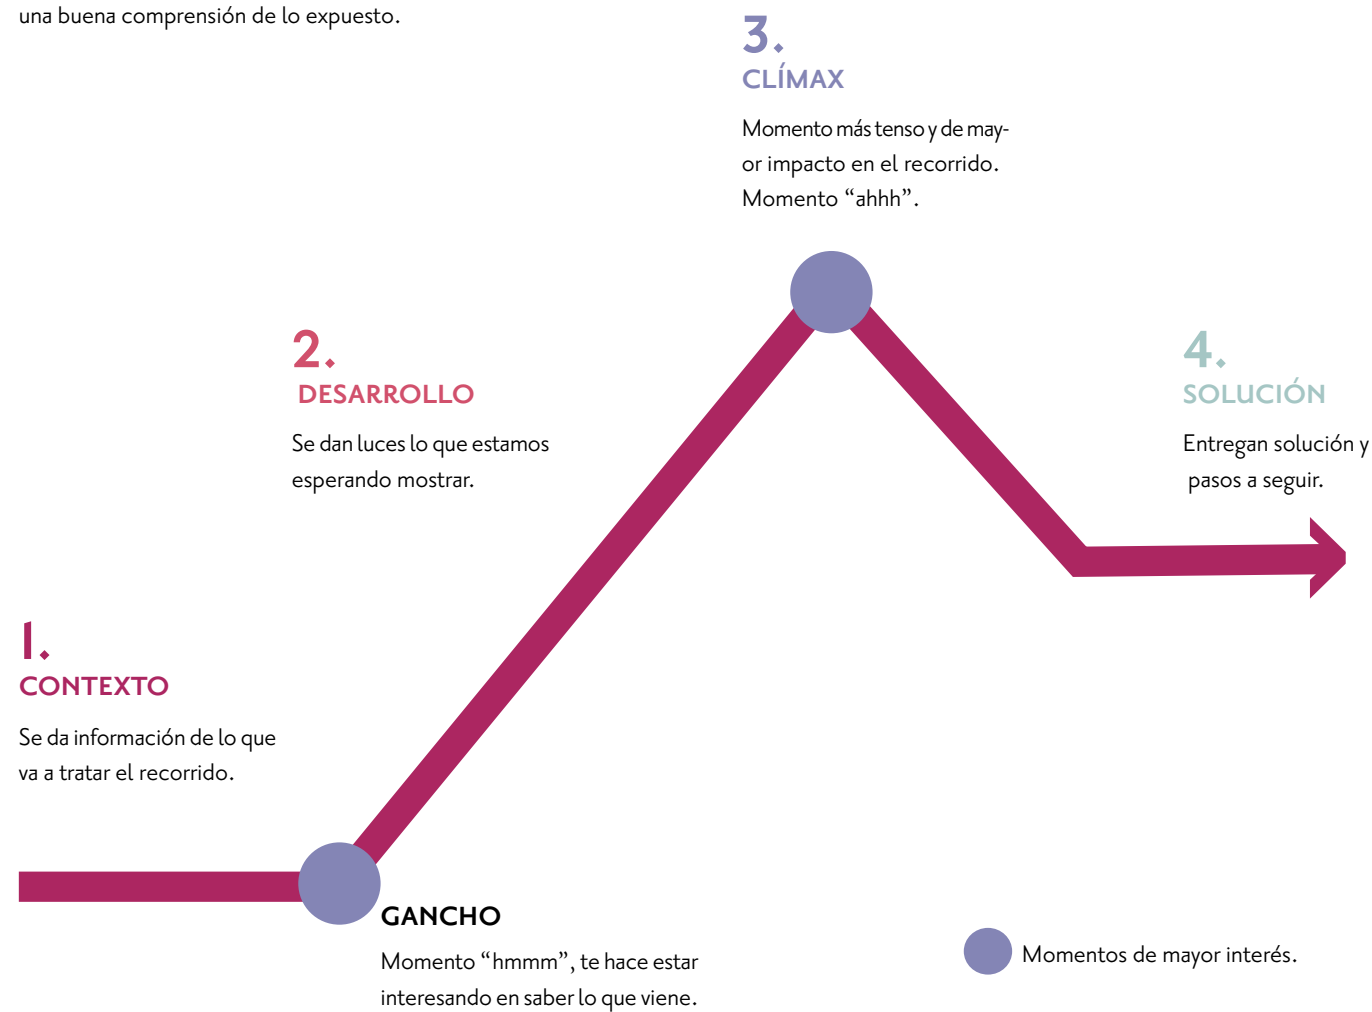 una buena comprensión de lo expuesto.
3.
CLÍMAX
Momento más tenso y de may-
or impacto en el recorrido.
Momento “ahhh”.
2.
DESARROLLO
Se dan luces lo que estamos
esperando mostrar.
4.
SOLUCIÓN
Entregan solución y
pasos a seguir.
1.
CONTEXTO
Se da información de lo que
va a tratar el recorrido.
GANCHO
Momento “hmmm”, te hace estar
interesando en saber lo que viene.
Momentos de mayor interés.